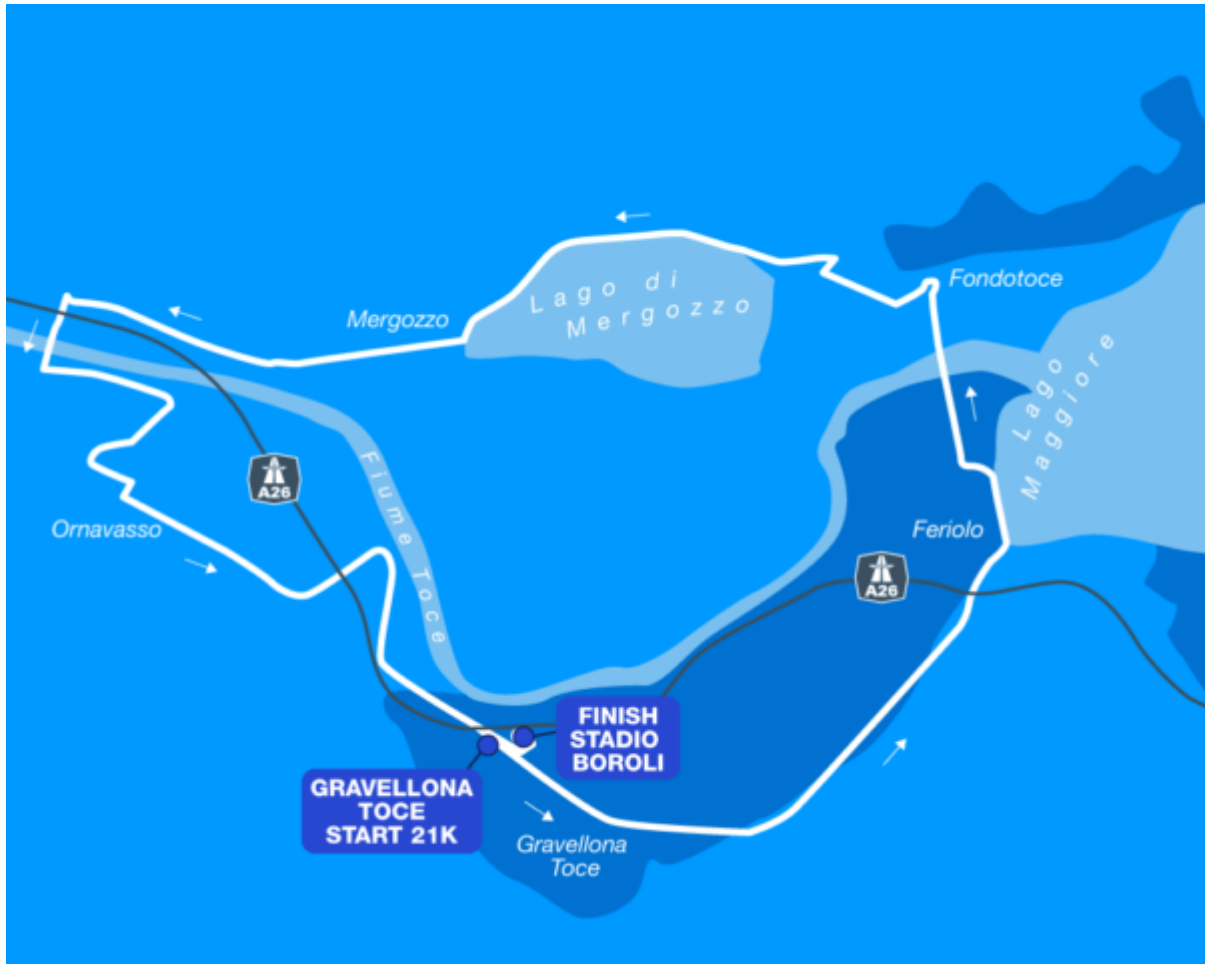 Fondotoce
Lago di
Mergozzo
Mergozzo
Lago
Maggiore
Fiume Toce
A26
Ornavasso
Feriolo
A26
FINISH
STADIO
BOROLI
GRAVELLONA
TOCE
START 21K
Gravellona
Toce